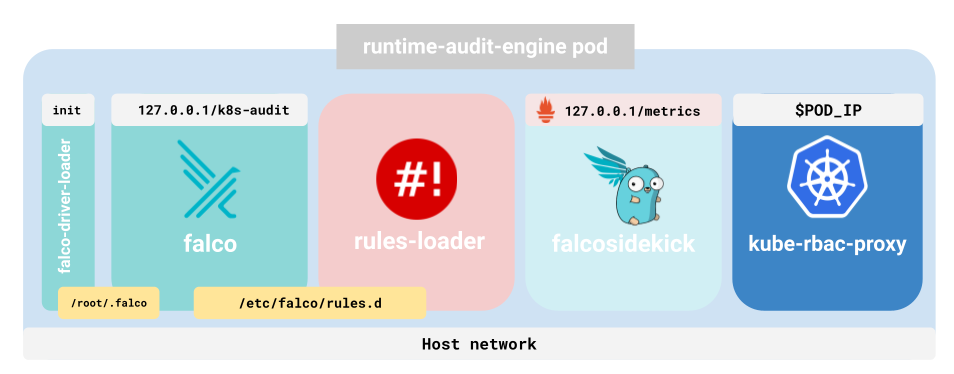 runtime-audit-engine pod
init
127.0.0.1/k8s-audit
127.0.0.1/metrics
$POD_IP
falco-driver-loader
#!
falco
rules-loader
falcosidekick
kube-rbac-proxy
/root/.falco
/etc/falco/rules.d
Host network